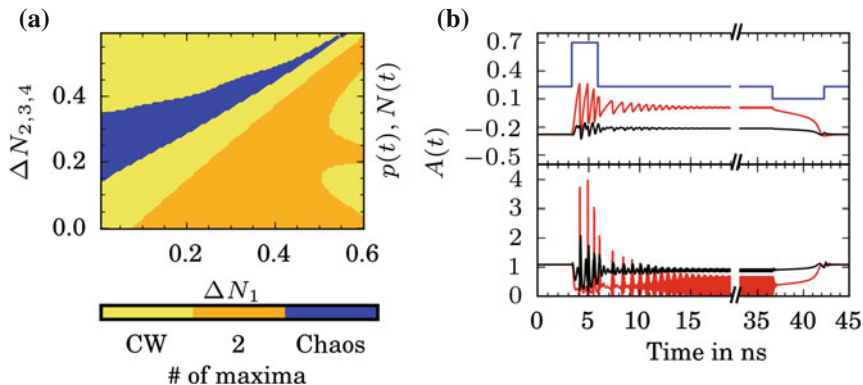 (a)
ΔN₂,₃,₄
0.4
0.2
0.0
0.2
0.4
0.6
ΔN₁
CW
2
Chaos
# of maxima
(b)
p(t), N(t)
0.7
0.4
0.1
−0.2
−0.5
A(t)
4
3
2
1
0
0
5
10
15
35
40
45
Time in ns